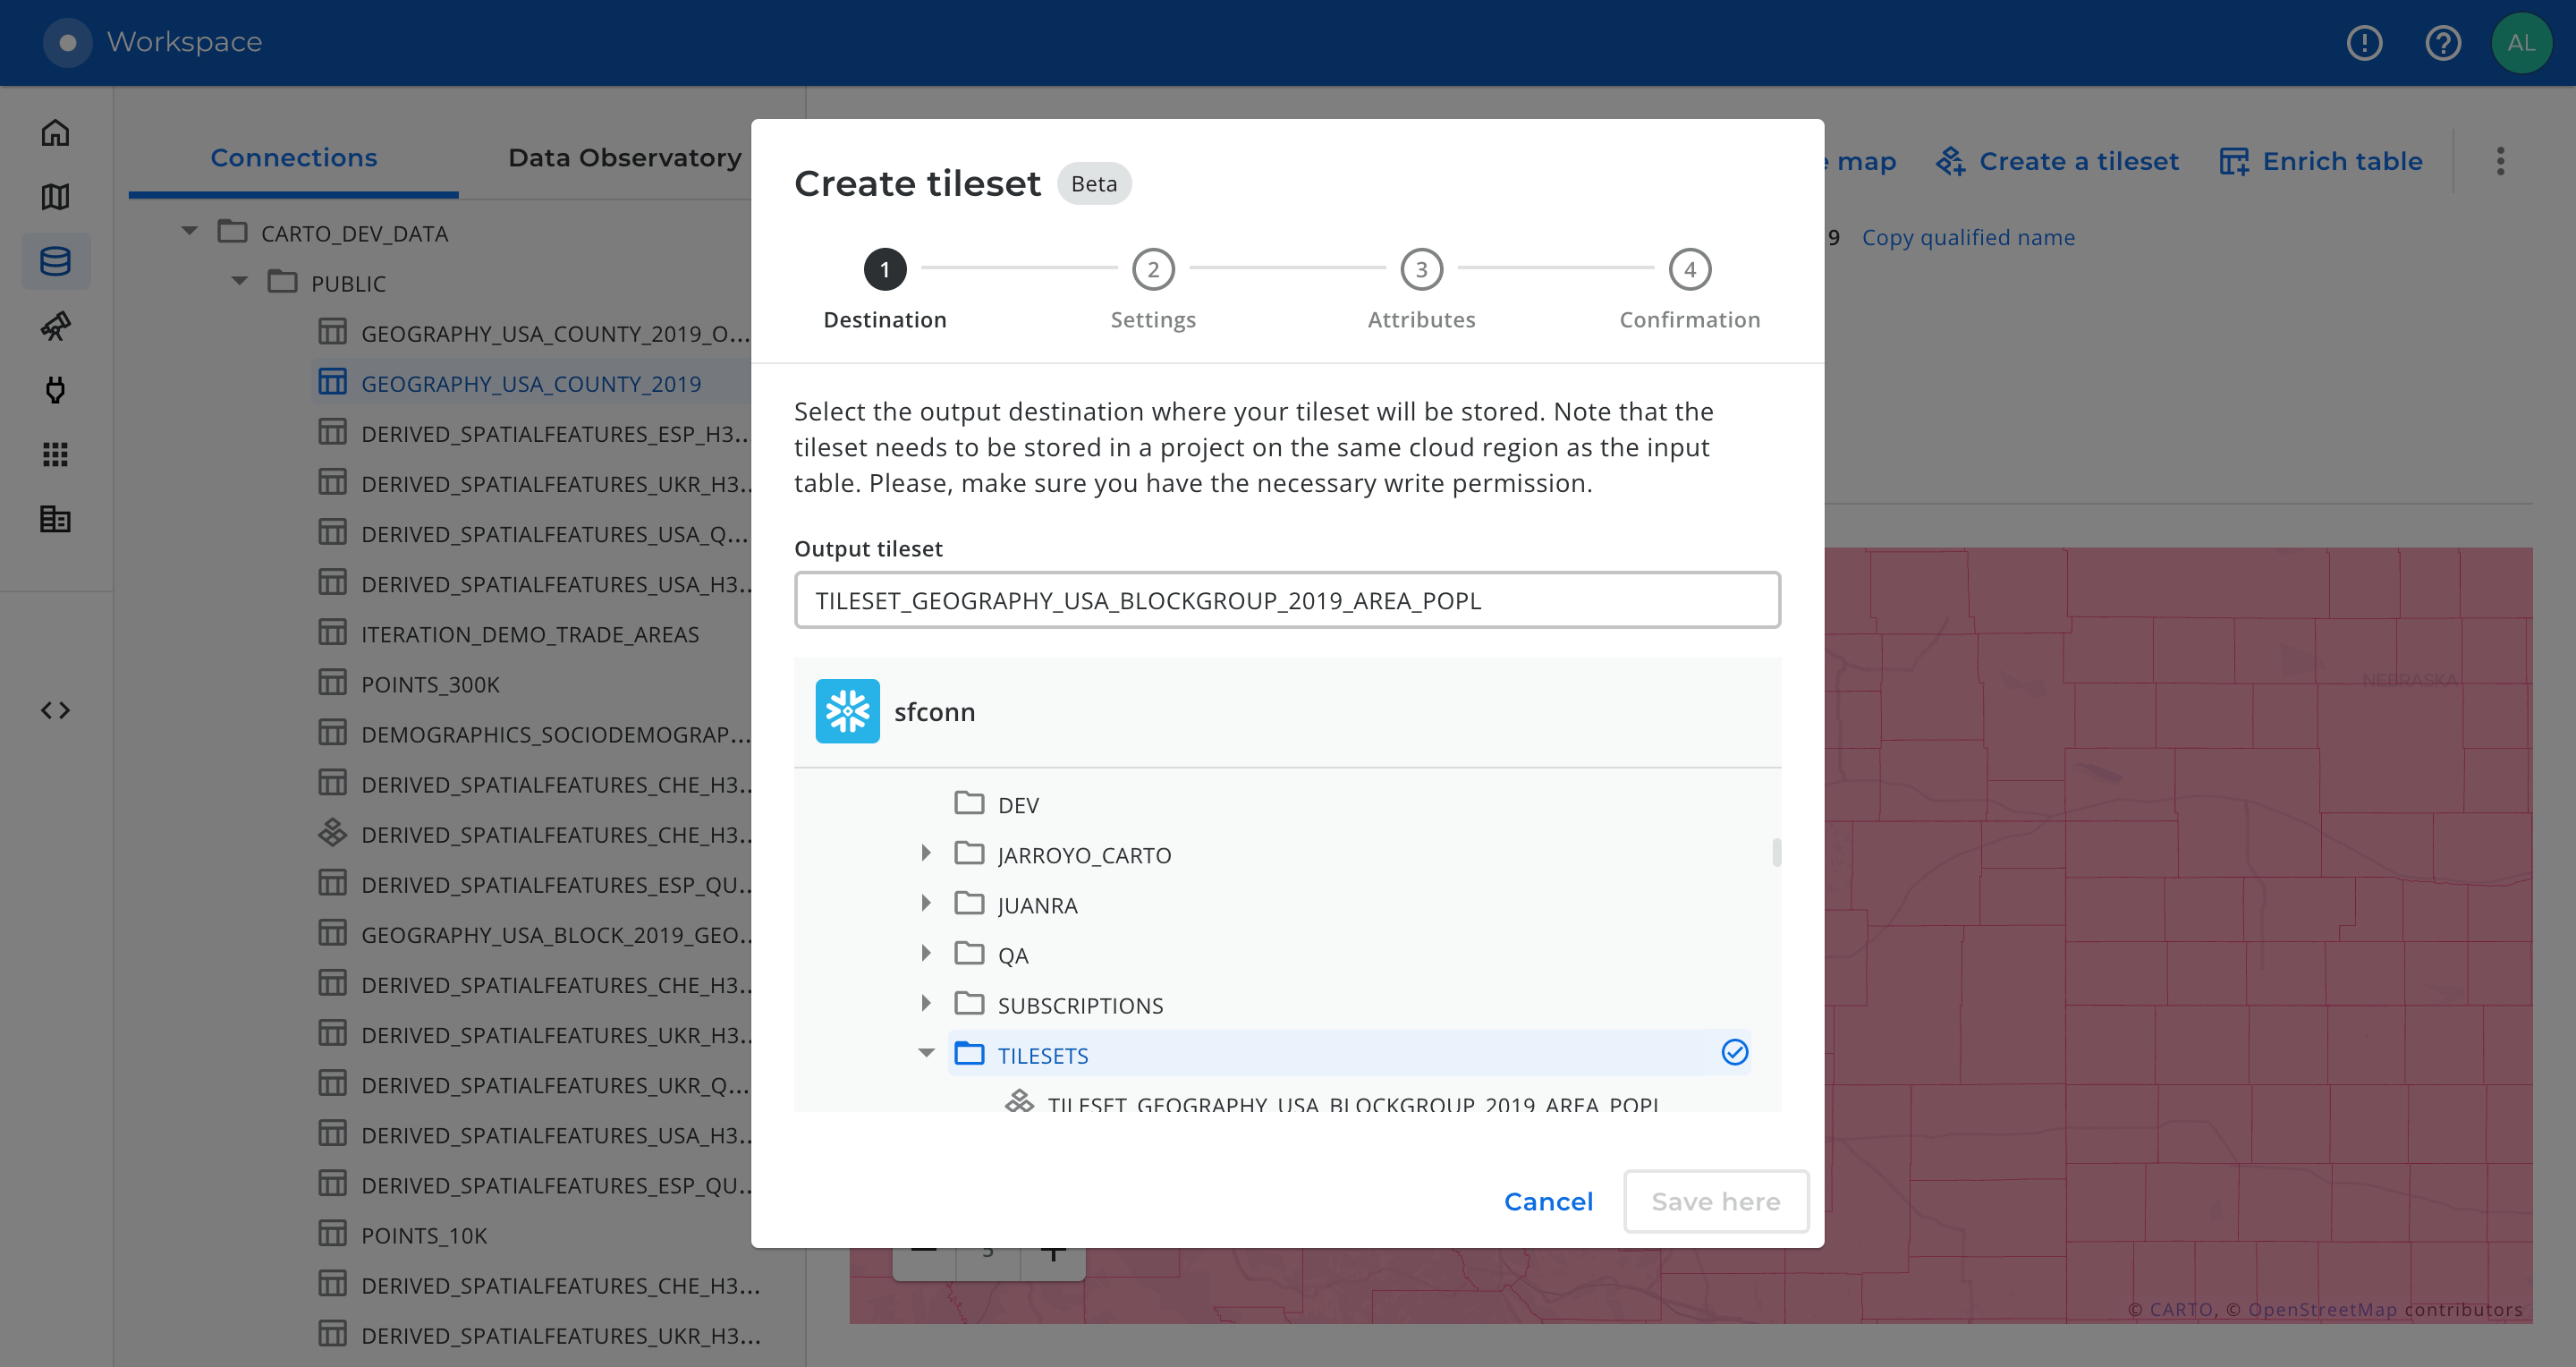 Workspace
AL
Connections
Data Observatory
CARTO_DEV_DATA
PUBLIC
GEOGRAPHY_USA_COUNTY_2019_O...
GEOGRAPHY_USA_COUNTY_2019
DERIVED_SPATIALFEATURES_ESP_H3...
DERIVED_SPATIALFEATURES_UKR_H3...
DERIVED_SPATIALFEATURES_USA_Q...
DERIVED_SPATIALFEATURES_USA_H3...
ITERATION_DEMO_TRADE_AREAS
POINTS_300K
DEMOGRAPHICS_SOCIODEMOGRAP...
DERIVED_SPATIALFEATURES_CHE_H3...
DERIVED_SPATIALFEATURES_CHE_H3...
DERIVED_SPATIALFEATURES_ESP_QU...
GEOGRAPHY_USA_BLOCK_2019_GEO...
DERIVED_SPATIALFEATURES_CHE_H3...
DERIVED_SPATIALFEATURES_UKR_H3...
DERIVED_SPATIALFEATURES_UKR_Q...
DERIVED_SPATIALFEATURES_USA_H3...
DERIVED_SPATIALFEATURES_ESP_QU...
POINTS_10K
DERIVED_SPATIALFEATURES_CHE_H3...
DERIVED_SPATIALFEATURES_UKR_H3...
Create tileset Beta
1 2 3 4
Destination Settings Attributes Confirmation
Select the output destination where your tileset will be stored. Note that the
tileset needs to be stored in a project on the same cloud region as the input
table. Please, make sure you have the necessary write permission.
Output tileset
TILESET_GEOGRAPHY_USA_BLOCKGROUP_2019_AREA_POPL
sfconn
DEV
JARROYO_CARTO
JUANRA
QA
SUBSCRIPTIONS
TILESETS
TILESET_GEOGRAPHY_USA_BLOCKGROUP_2019_AREA_POPL
Cancel
Save here
map
Create a tileset
Enrich table
9 Copy qualified name
NEBRASKA
5
© CARTO, © OpenStreetMap contributors